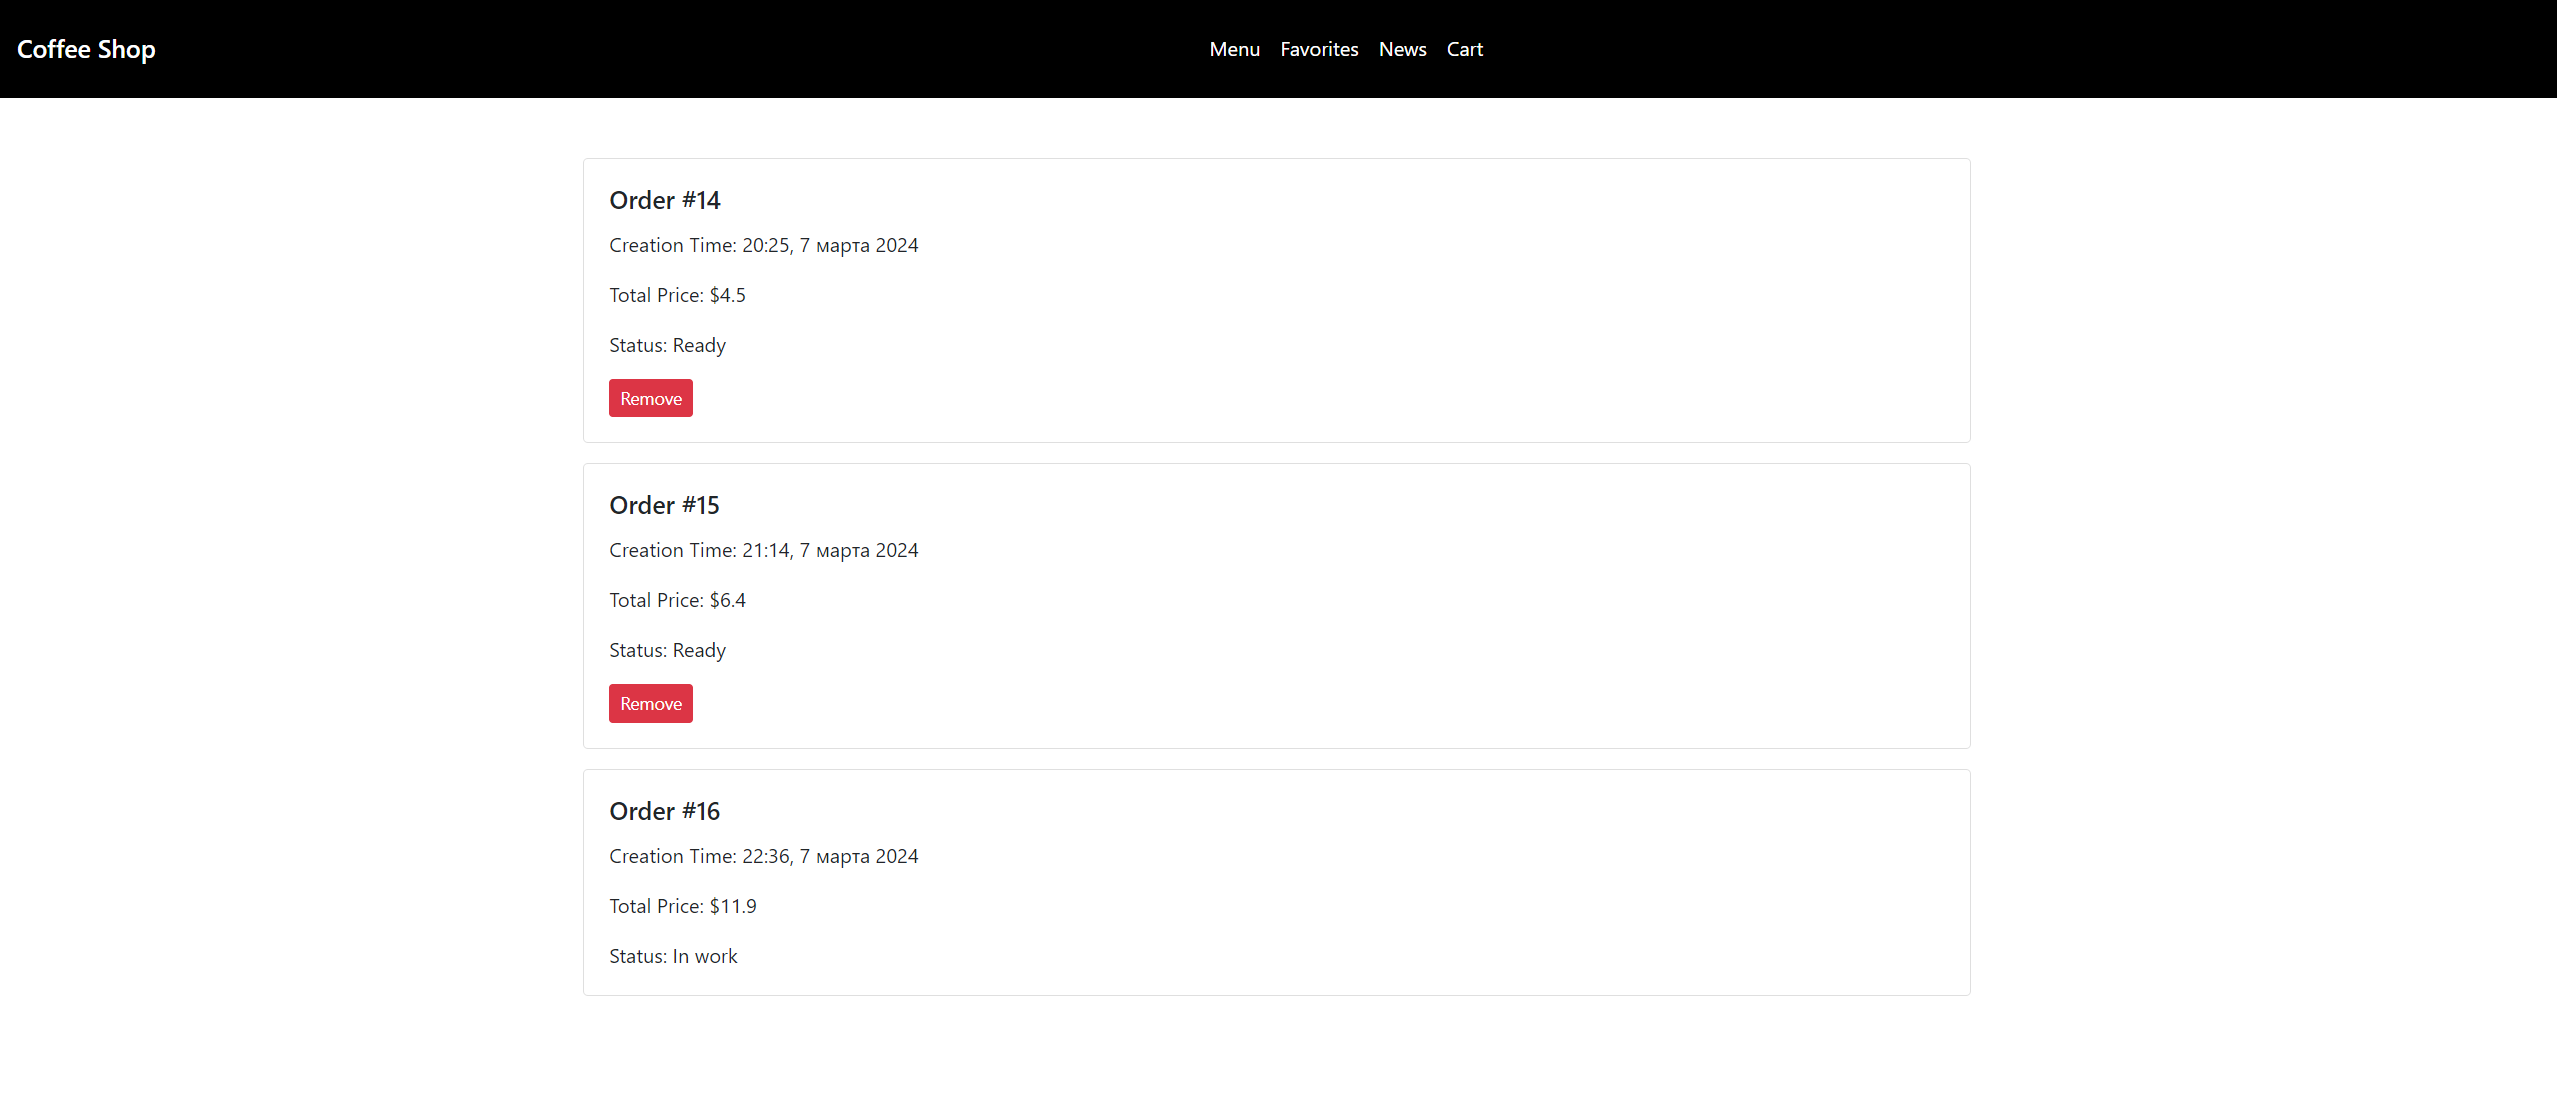 Coffee Shop
Menu Favorites News Cart
Order #14
Creation Time: 20:25, 7 марта 2024
Total Price: $4.5
Status: Ready
Remove
Order #15
Creation Time: 21:14, 7 марта 2024
Total Price: $6.4
Status: Ready
Remove
Order #16
Creation Time: 22:36, 7 марта 2024
Total Price: $11.9
Status: In work